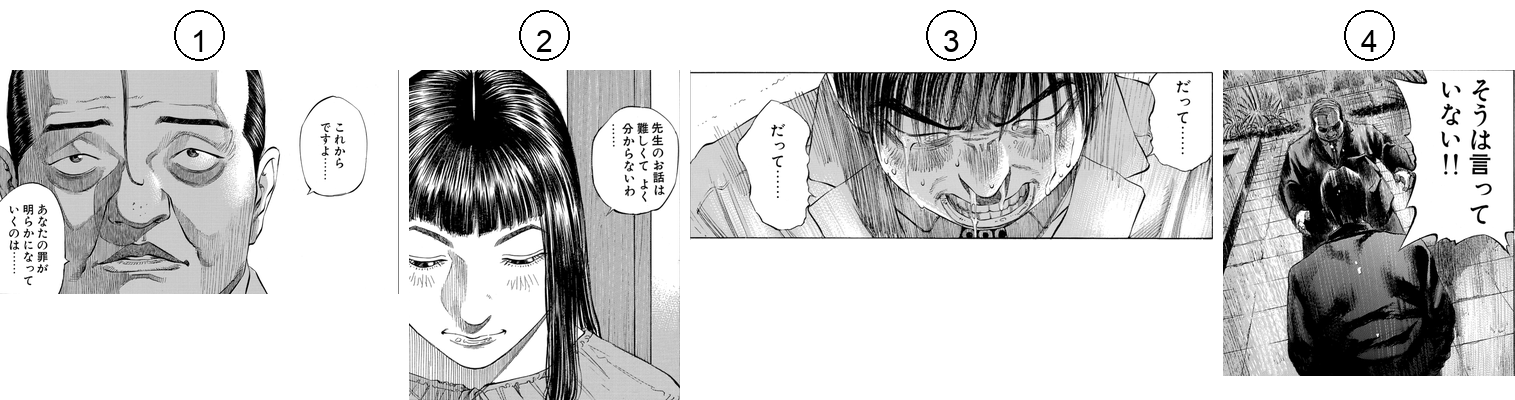 1
これから
ですよ……
あなたの罪が
明らかになって
いくのは……
2
先生のお話は
難しくて よく
分からないわ
……
3
だって……
だって……
4
そうは言って
いない!!